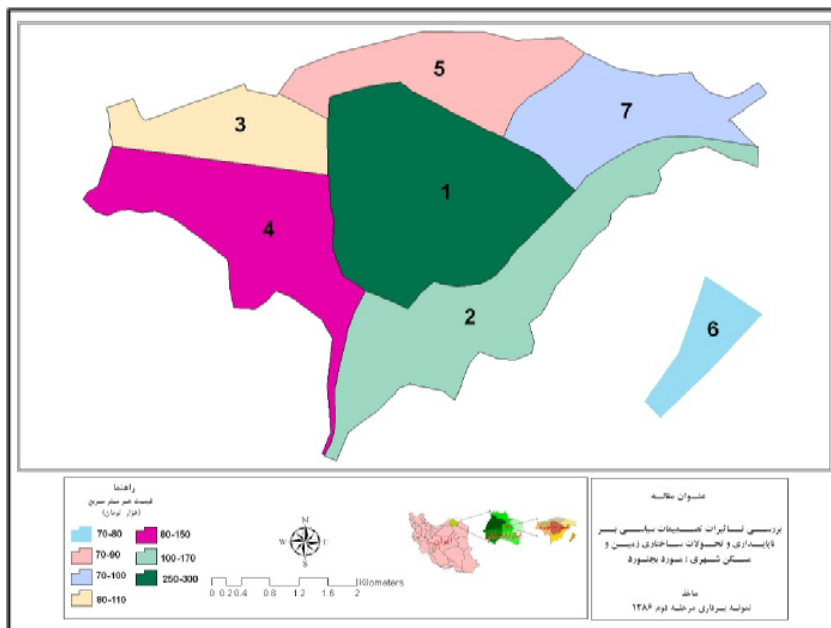 5
7
3
1
4
2
6
راهنما
قیمت هر متر مربع
(هزار تومان)
70-80
70-90
70-100
80-110
80-150
100-170
250-300
N
W E
S
0 0.2 0.4 0.8 1.2 1.6 2
Kilometers
ایران
عنوان مقاله
بررسی تاثیرات تصمیمات سیاسی بر
ناپایداری و تحولات ساختاری زمین و
مسکن شهری : مورد بجنورد
ماخذ
نمونه برداری مرحله دوم ۱۳۸۶